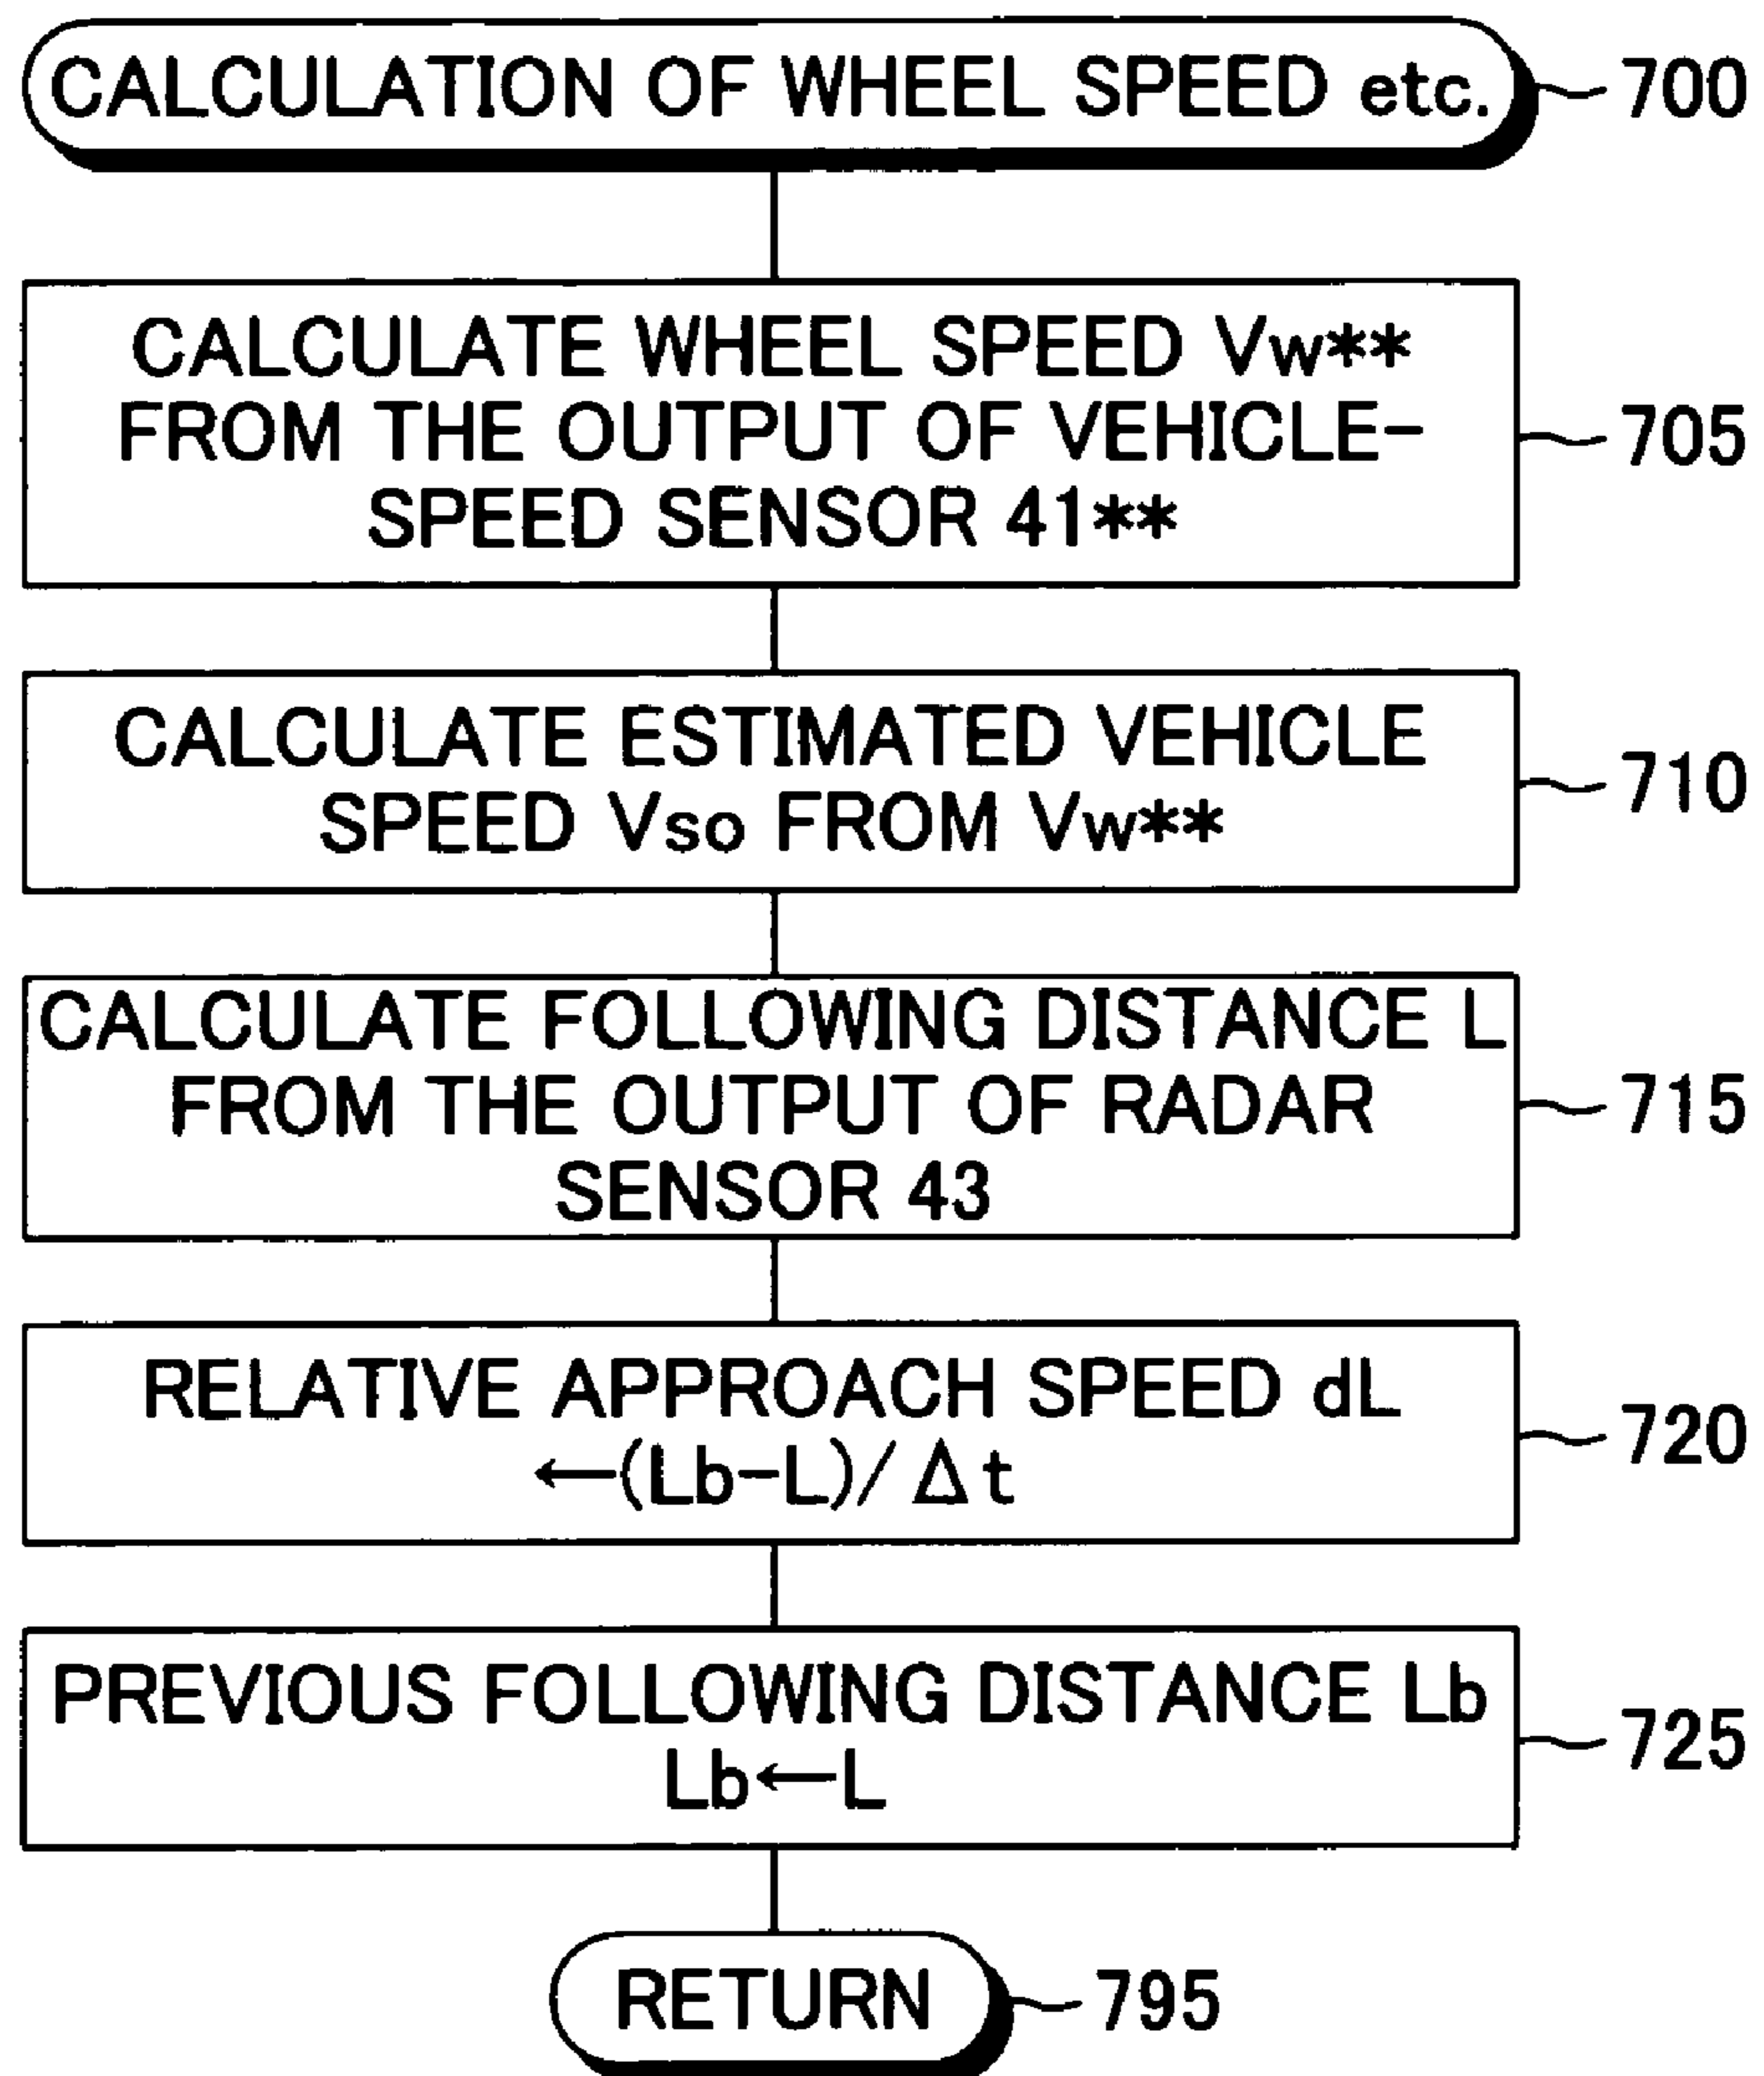 CALCULATION OF WHEEL SPEED etc.
700
CALCULATE WHEEL SPEED Vw**
FROM THE OUTPUT OF VEHICLE-
SPEED SENSOR 41**
705
CALCULATE ESTIMATED VEHICLE
SPEED Vso FROM Vw**
710
CALCULATE FOLLOWING DISTANCE L
FROM THE OUTPUT OF RADAR
SENSOR 43
715
RELATIVE APPROACH SPEED dL
←(Lb-L)/Δt
720
PREVIOUS FOLLOWING DISTANCE Lb
Lb←L
725
RETURN
795